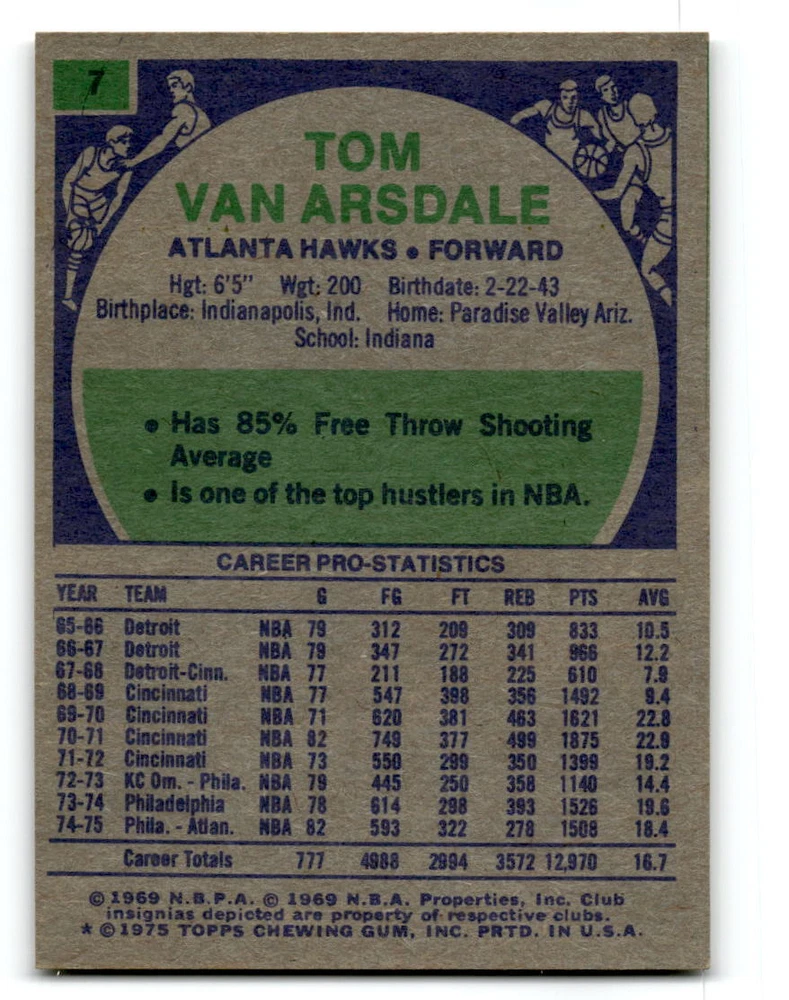 7
TOM
VAN ARSDALE
ATLANTA HAWKS • FORWARD
Hgt: 6'5" Wgt: 200 Birthdate: 2-22-43
Birthplace: Indianapolis, Ind. Home: Paradise Valley Ariz.
School: Indiana
• Has 85% Free Throw Shooting
Average
• Is one of the top hustlers in NBA.
CAREER PRO-STATISTICS
YEAR TEAM G FG FT REB PTS AVG
65-66 Detroit NBA 79 312 209 309 833 10.5
66-67 Detroit NBA 79 347 272 341 966 12.2
67-68 Detroit-Cinn. NBA 77 211 188 225 610 7.9
68-69 Cincinnati NBA 77 547 398 356 1492 9.4
69-70 Cincinnati NBA 71 620 381 463 1621 22.8
70-71 Cincinnati NBA 82 749 377 499 1875 22.9
71-72 Cincinnati NBA 73 550 299 350 1399 19.2
72-73 KC Om. - Phila. NBA 79 445 250 358 1140 14.4
73-74 Philadelphia NBA 78 614 298 393 1526 19.6
74-75 Phila. - Atlan. NBA 82 593 322 278 1508 18.4
Career Totals 777 4988 2994 3572 12,970 16.7
© 1969 N.B.P.A. © 1969 N.B.A. Properties, Inc. Club
insignias depicted are property of respective clubs.
* © 1975 TOPPS CHEWING GUM, INC. PRTD. IN U.S.A.